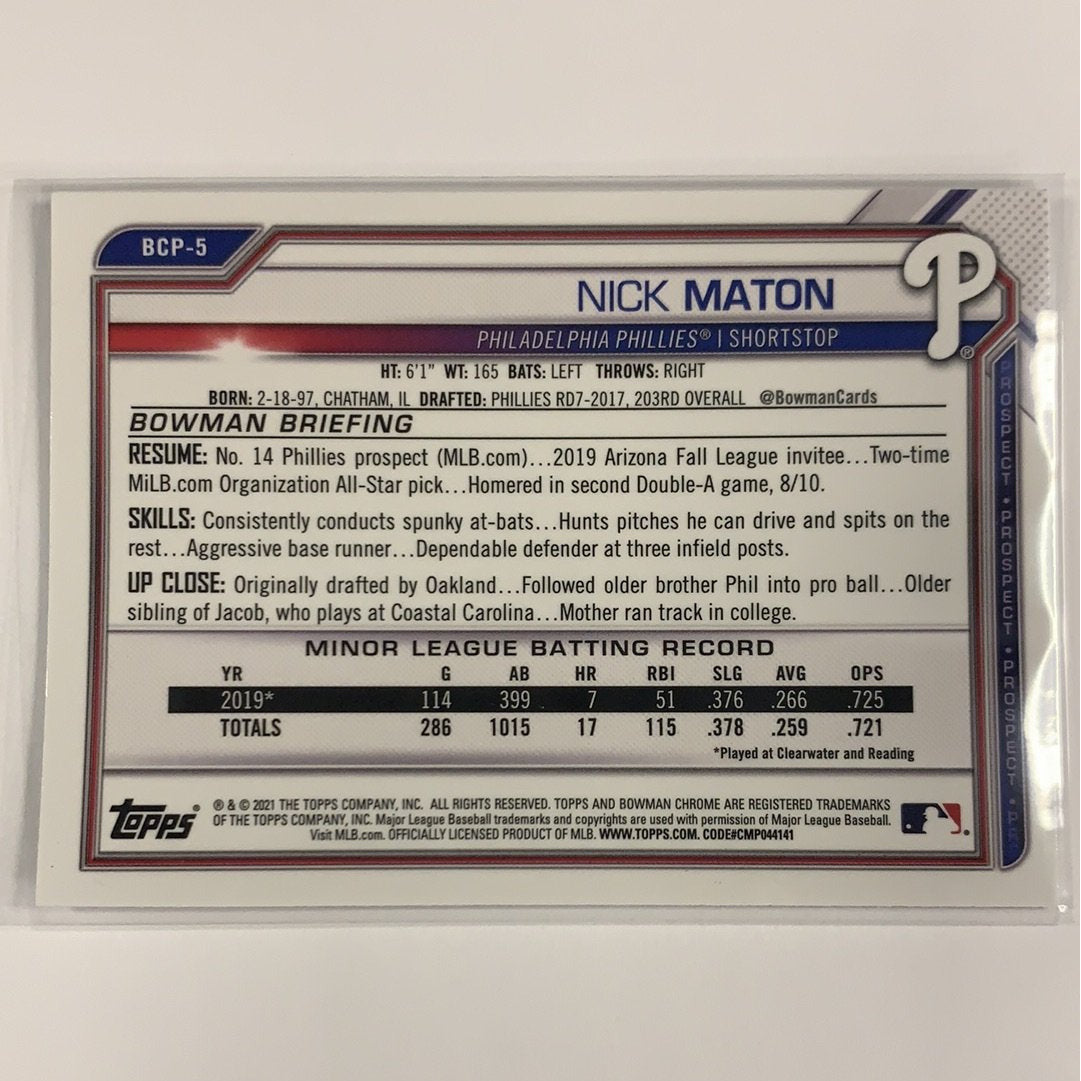 BCP-5
NICK MATON
PHILADELPHIA PHILLIES® | SHORTSTOP
P®
HT: 6'1" WT: 165 BATS: LEFT THROWS: RIGHT
BORN: 2-18-97, CHATHAM, IL DRAFTED: PHILLIES RD7-2017, 203RD OVERALL @BowmanCards
BOWMAN BRIEFING
RESUME: No. 14 Phillies prospect (MLB.com)...2019 Arizona Fall League invitee...Two-time
MiLB.com Organization All-Star pick...Homered in second Double-A game, 8/10.
SKILLS: Consistently conducts spunky at-bats...Hunts pitches he can drive and spits on the
rest...Aggressive base runner...Dependable defender at three infield posts.
UP CLOSE: Originally drafted by Oakland...Followed older brother Phil into pro ball...Older
sibling of Jacob, who plays at Coastal Carolina...Mother ran track in college.
MINOR LEAGUE BATTING RECORD
YR G AB HR RBI SLG AVG OPS
2019* 114 399 7 51 .376 .266 .725
TOTALS 286 1015 17 115 .378 .259 .721
*Played at Clearwater and Reading
TOPPS® ® & © 2021 THE TOPPS COMPANY, INC. ALL RIGHTS RESERVED. TOPPS AND BOWMAN CHROME ARE REGISTERED TRADEMARKS
OF THE TOPPS COMPANY, INC. Major League Baseball trademarks and copyrights are used with permission of Major League Baseball.
Visit MLB.com. OFFICIALLY LICENSED PRODUCT OF MLB. WWW.TOPPS.COM. CODE#CMP044141
PROSPECT • PROSPECT • PROSPECT • PR